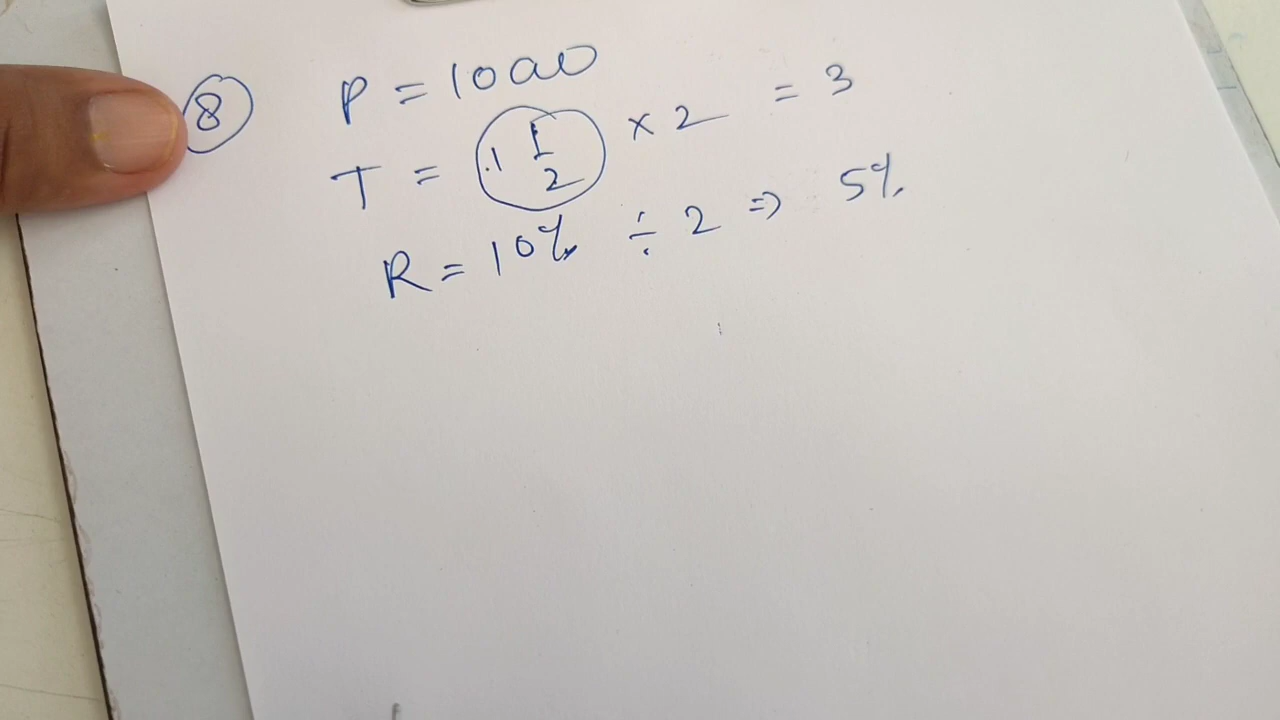 8 P = 1000
T = 1 1/2 × 2 = 3
R = 10% ÷ 2 ⇒ 5%